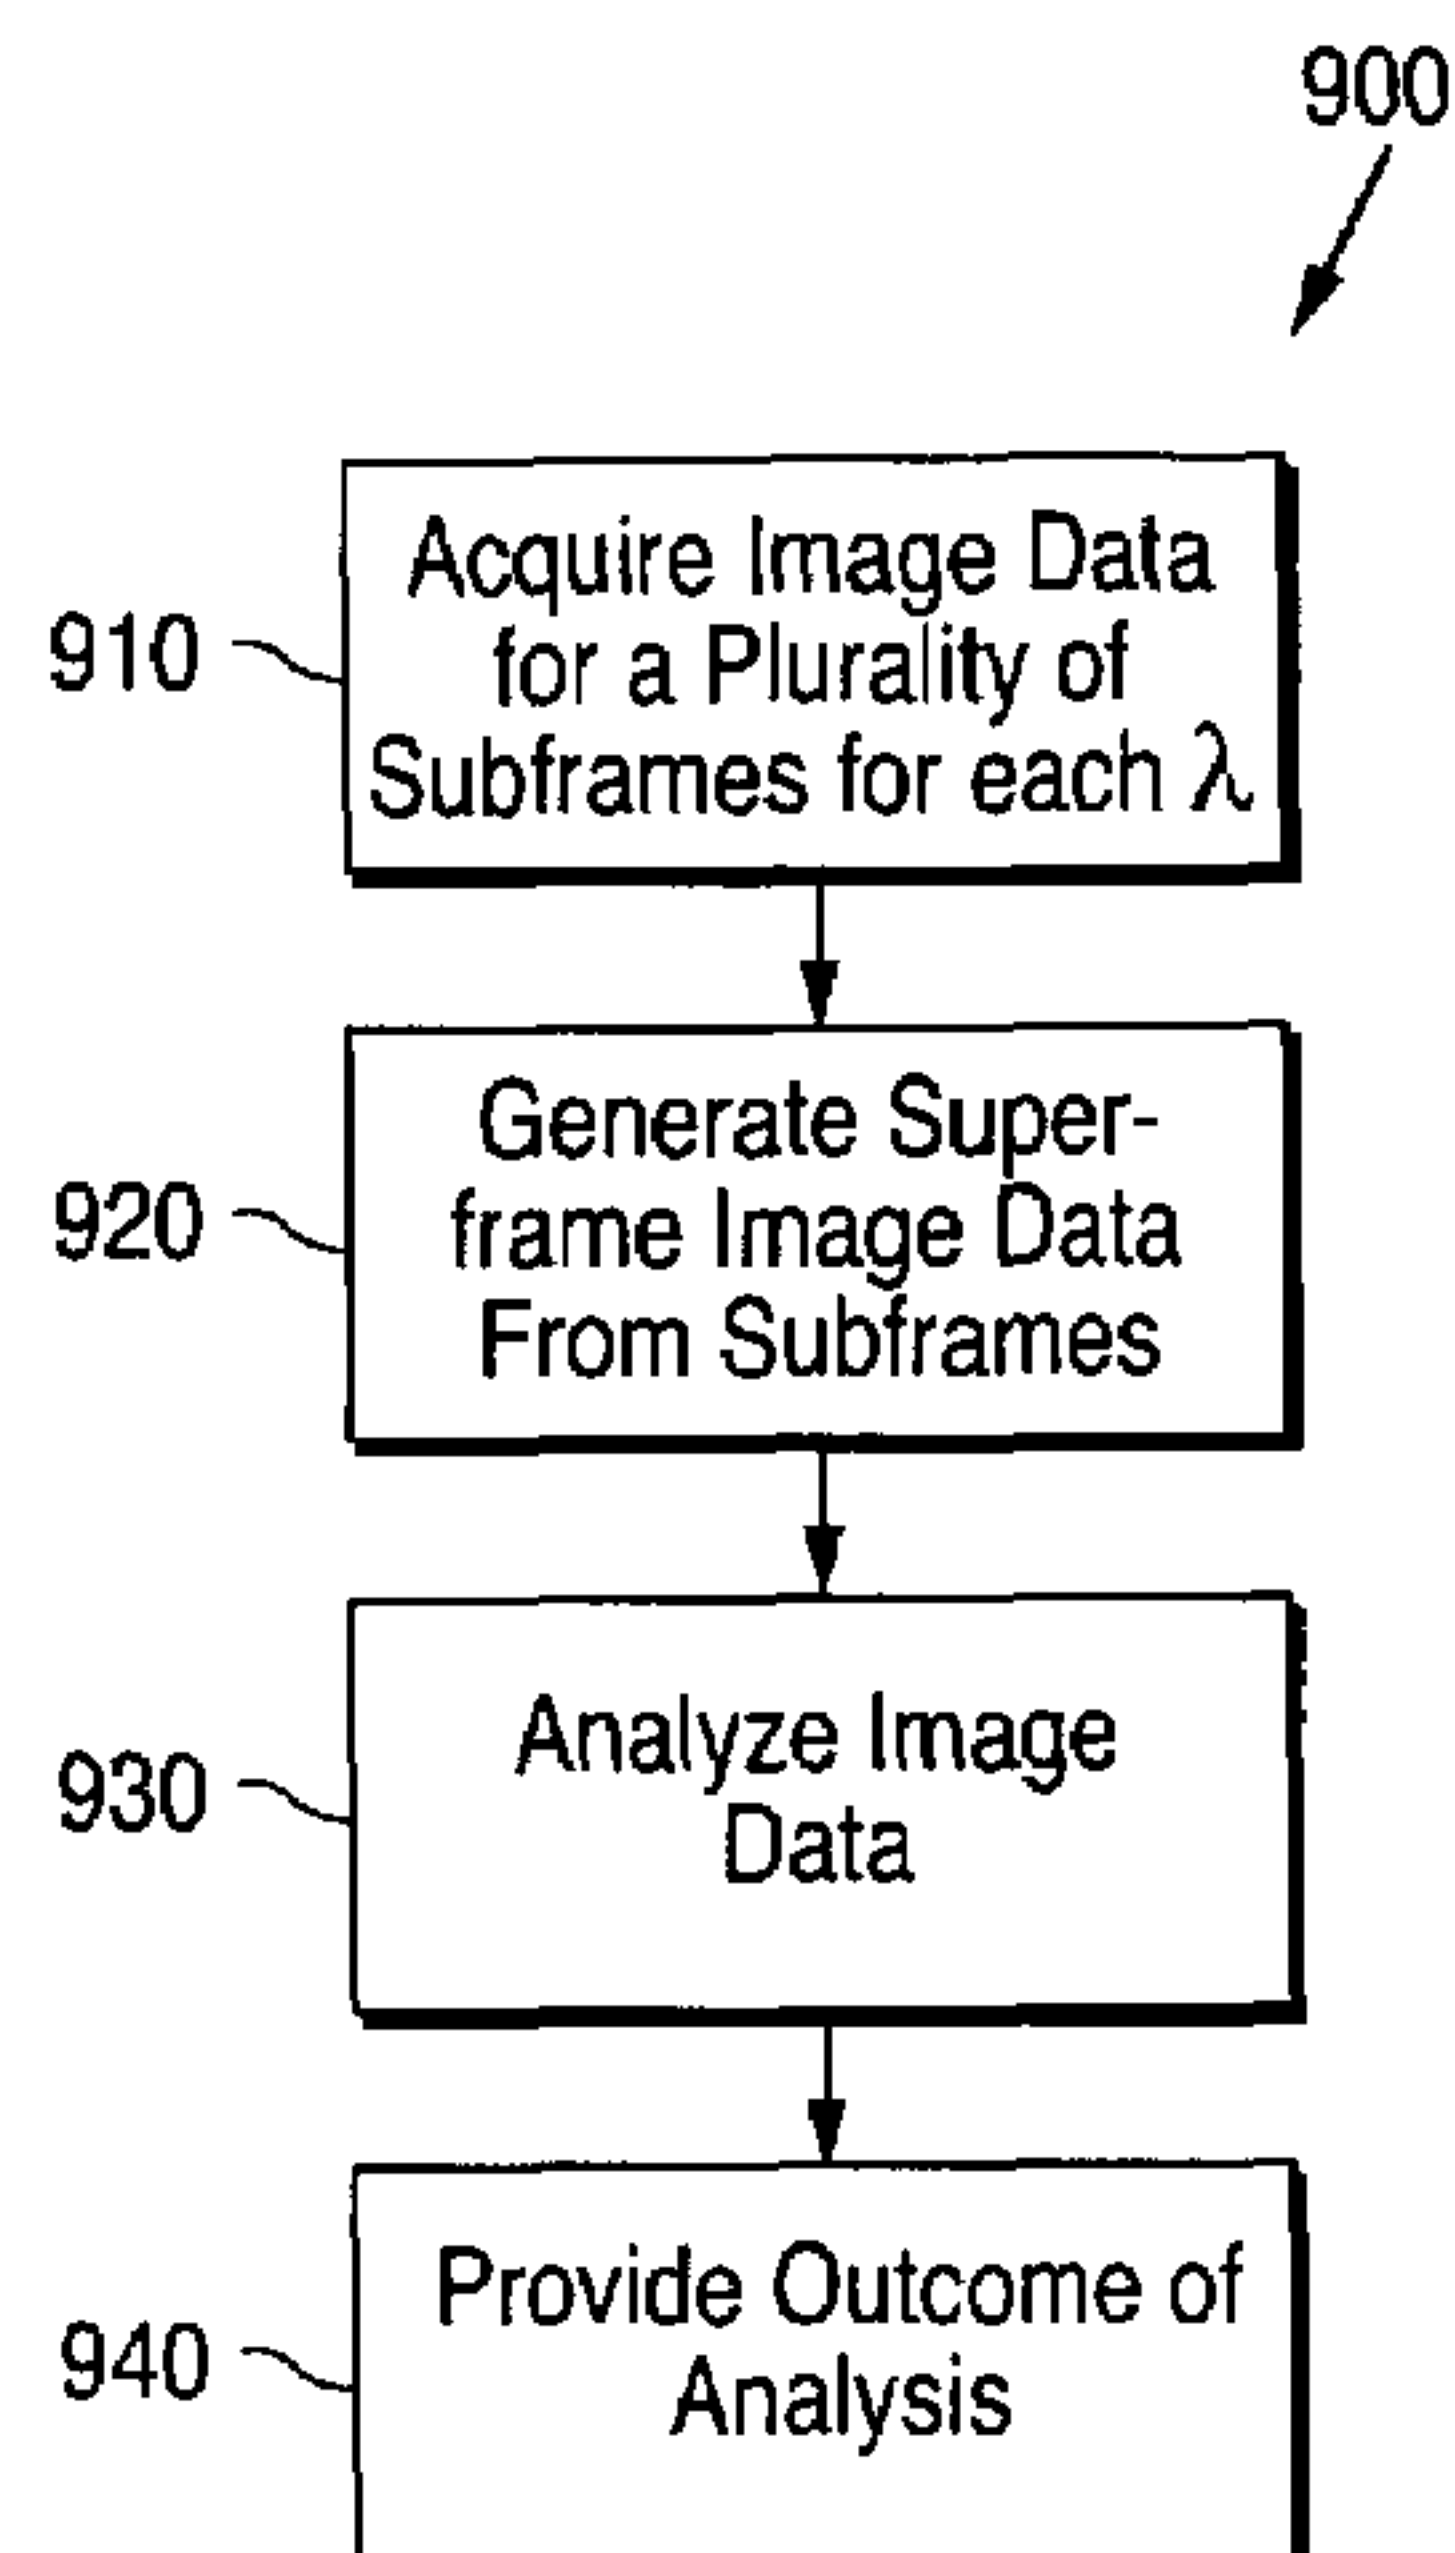 900
910
Acquire Image Data
for a Plurality of
Subframes for each λ
920
Generate Super-
frame Image Data
From Subframes
930
Analyze Image
Data
940
Provide Outcome of
Analysis